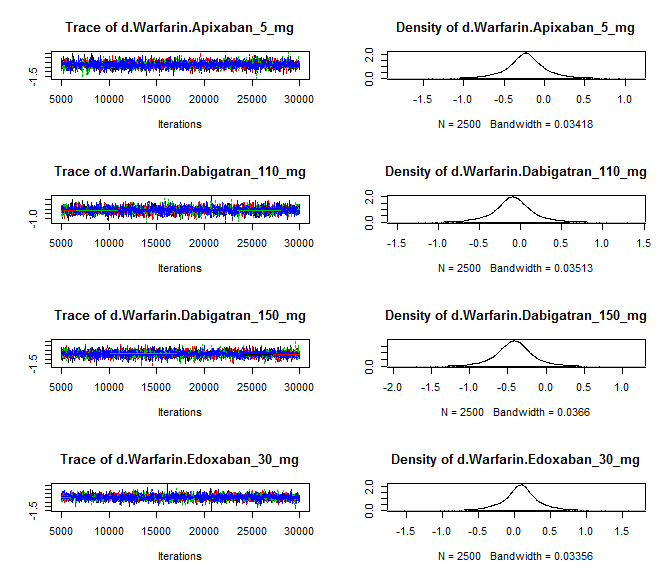 Trace of d.Warfarin.Apixaban_5_mg
-1.5
5000 10000 15000 20000 25000 30000
Iterations
Density of d.Warfarin.Apixaban_5_mg
0.0 2.0
-1.5 -1.0 -0.5 0.0 0.5 1.0
N = 2500 Bandwidth = 0.03418
Trace of d.Warfarin.Dabigatran_110_mg
-1.0
5000 10000 15000 20000 25000 30000
Iterations
Density of d.Warfarin.Dabigatran_110_mg
0.0 2.0
-1.5 -1.0 -0.5 0.0 0.5 1.0 1.5
N = 2500 Bandwidth = 0.03513
Trace of d.Warfarin.Dabigatran_150_mg
-1.5
5000 10000 15000 20000 25000 30000
Iterations
Density of d.Warfarin.Dabigatran_150_mg
0.0
-2.0 -1.5 -1.0 -0.5 0.0 0.5 1.0
N = 2500 Bandwidth = 0.0366
Trace of d.Warfarin.Edoxaban_30_mg
-1.5
5000 10000 15000 20000 25000 30000
Iterations
Density of d.Warfarin.Edoxaban_30_mg
0.0 2.0
-1.5 -1.0 -0.5 0.0 0.5 1.0 1.5
N = 2500 Bandwidth = 0.03356